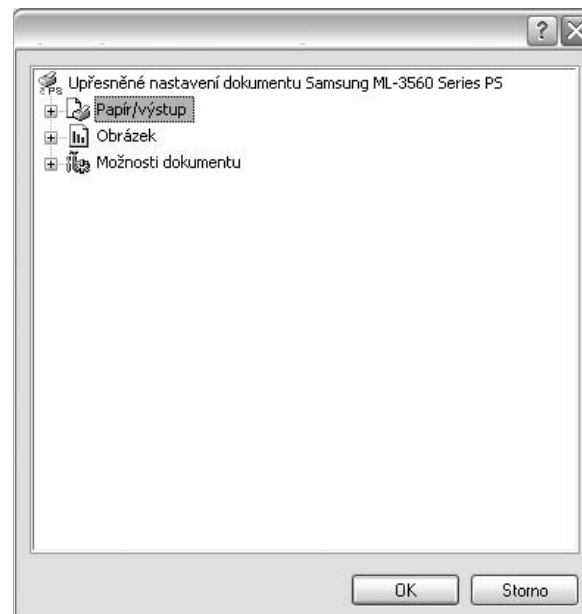 Upřesněné nastavení dokumentu Samsung ML-3560 Series PS
Papír/výstup
Obrázek
Možnosti dokumentu
OK Storno